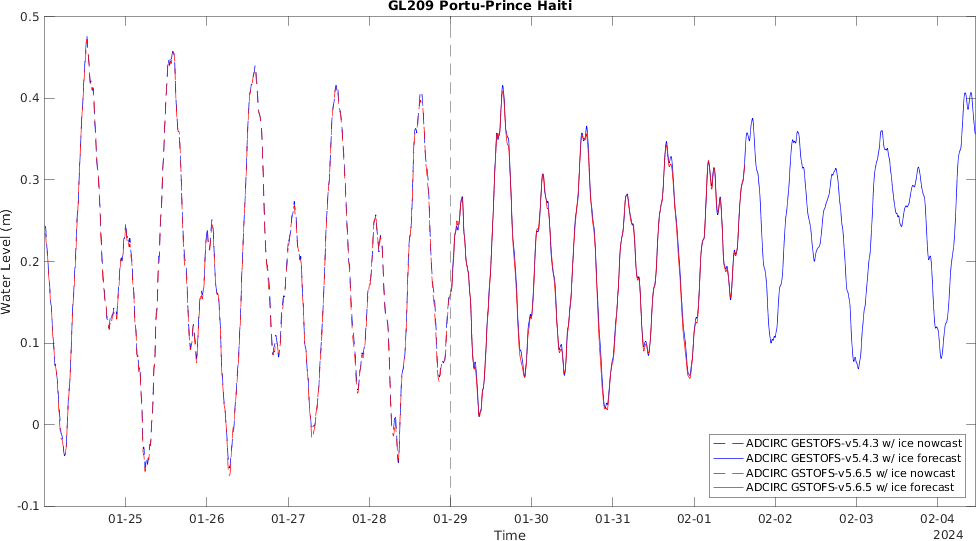 GL209 Portu-Prince Haiti
0.5
0.4
0.3
0.2
0.1
0
-0.1
Water Level (m)
01-25 01-26 01-27 01-28 01-29 01-30 01-31 02-01 02-02 02-03 02-04
Time
2024
ADCIRC GESTOFS-v5.4.3 w/ ice nowcast
ADCIRC GESTOFS-v5.4.3 w/ ice forecast
ADCIRC GSTOFS-v5.6.5 w/ ice nowcast
ADCIRC GSTOFS-v5.6.5 w/ ice forecast